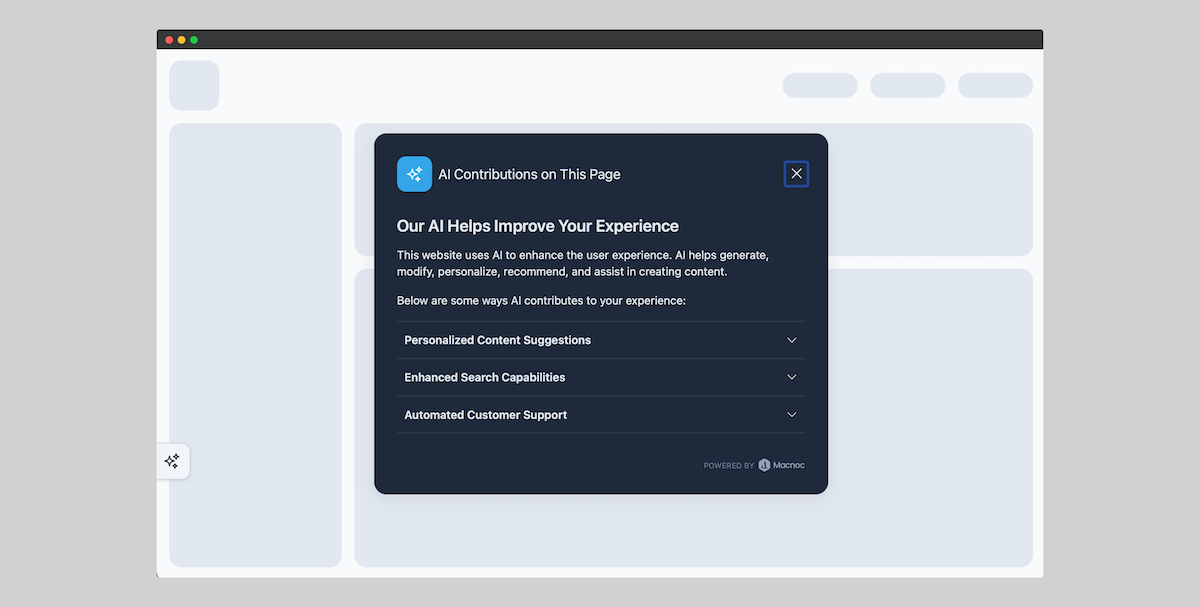 AI Contributions on This Page
Our AI Helps Improve Your Experience
This website uses AI to enhance the user experience. AI helps generate,
modify, personalize, recommend, and assist in creating content.
Below are some ways AI contributes to your experience:
Personalized Content Suggestions
Enhanced Search Capabilities
Automated Customer Support
POWERED BY Macnoc